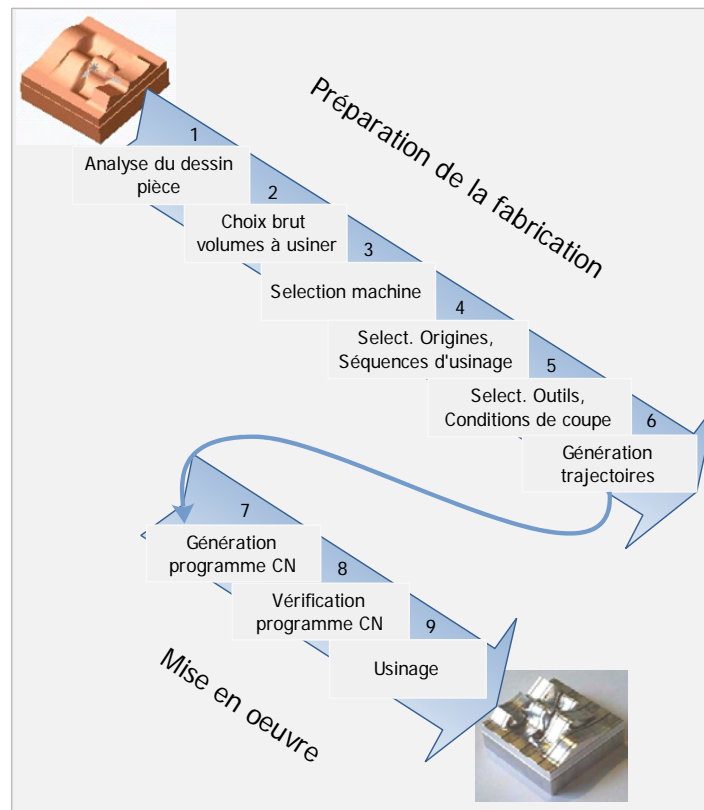 Préparation de la fabrication
1
Analyse du dessin
pièce
2
Choix brut
volumes à usiner
3
Selection machine
4
Select. Origines,
Séquences d'usinage
5
Select. Outils,
Conditions de coupe
6
Génération
trajectoires
7
Génération
programme CN
8
Vérification
programme CN
9
Usinage
Mise en oeuvre